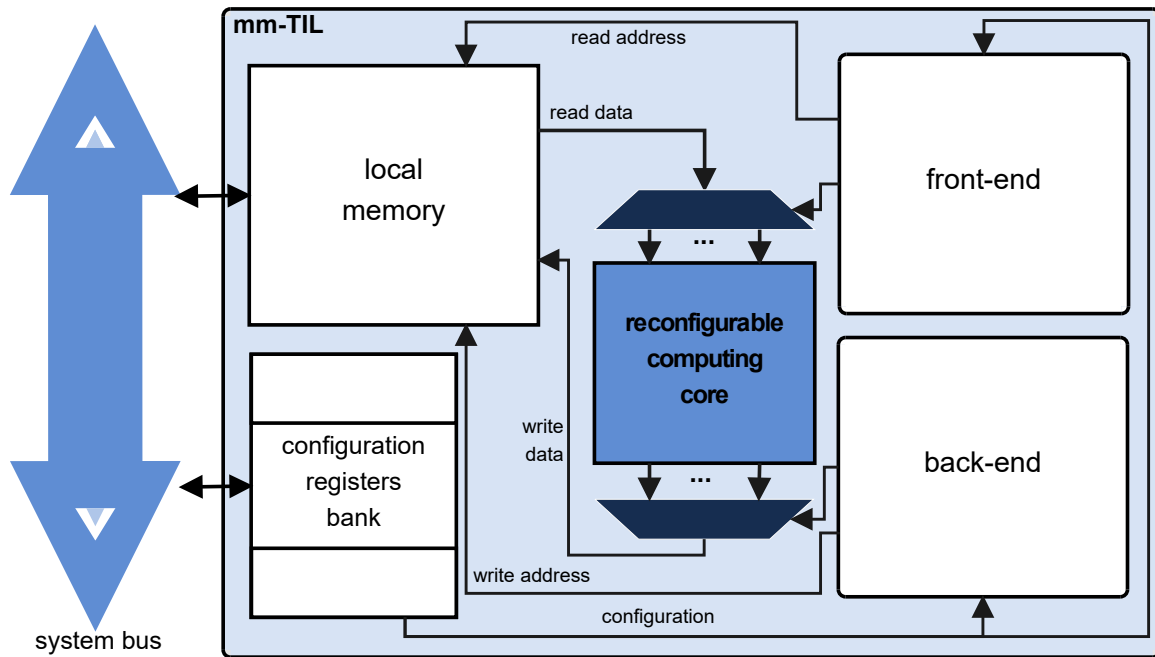 mm-TIL
read address
read data
local
memory
front-end
...
reconfigurable
computing
core
write
data
configuration
registers
bank
back-end
...
write address
configuration
system bus